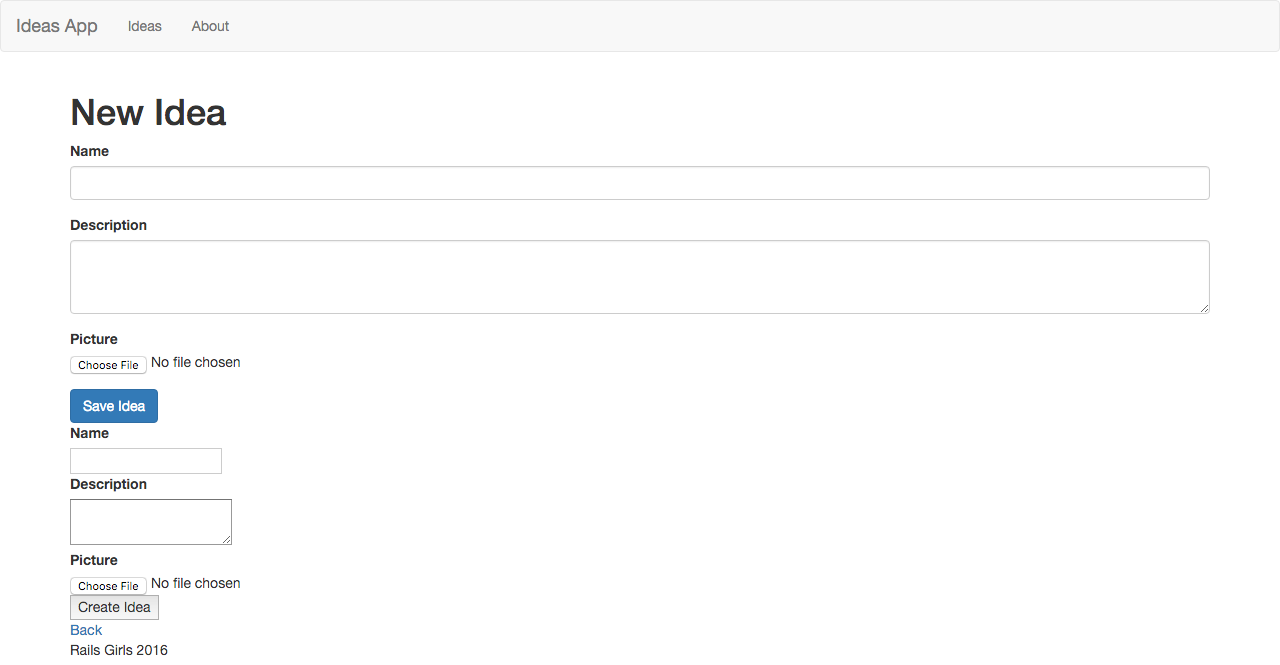 Ideas App Ideas About
New Idea
Name
Description
Picture
Choose File No file chosen
Save Idea
Name
Description
Picture
Choose File No file chosen
Create Idea
Back
Rails Girls 2016